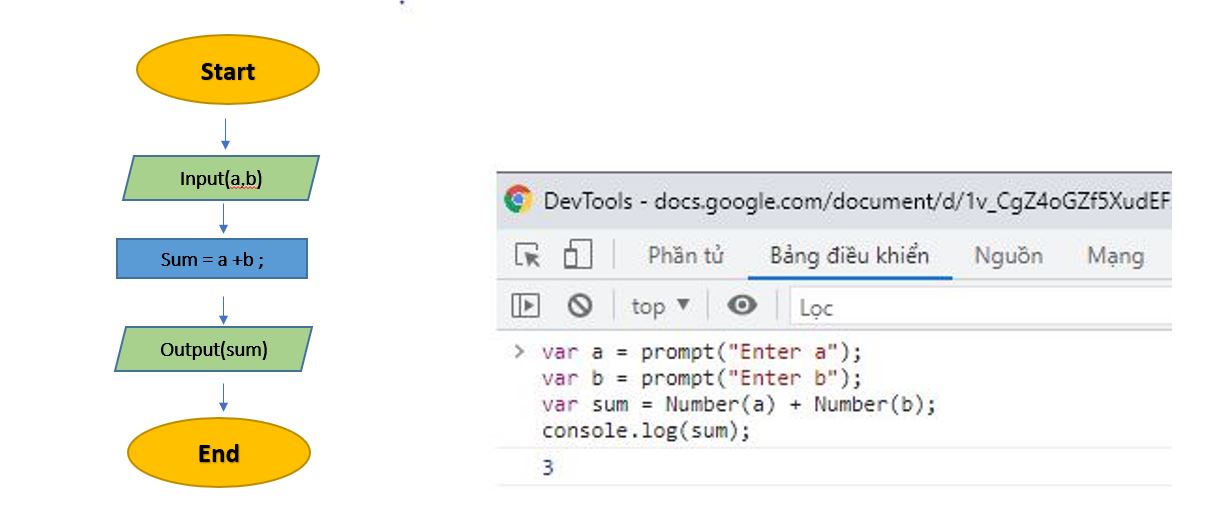 Start
Input(a,b)
Sum = a +b ;
Output(sum)
End
DevTools - docs.google.com/document/d/1v_CgZ4oGZf5XudEF
Phần tử Bảng điều khiển Nguồn Mạng
top ▼ Lọc
> var a = prompt("Enter a");
var b = prompt("Enter b");
var sum = Number(a) + Number(b);
console.log(sum);
3